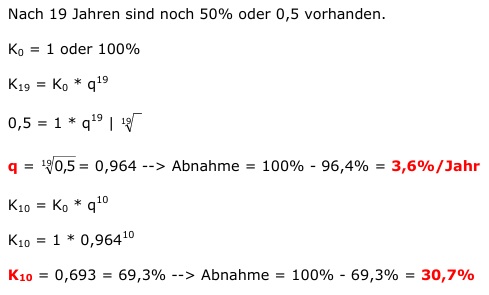 Nach 19 Jahren sind noch 50% oder 0,5 vorhanden.
K₀ = 1 oder 100%
K₁₉ = K₀ * q¹⁹
0,5 = 1 * q¹⁹ | ¹⁹√
q = ¹⁹√0,5 = 0,964 --> Abnahme = 100% - 96,4% = 3,6%/Jahr
K₁₀ = K₀ * q¹⁰
K₁₀ = 1 * 0,964¹⁰
K₁₀ = 0,693 = 69,3% --> Abnahme = 100% - 69,3% = 30,7%